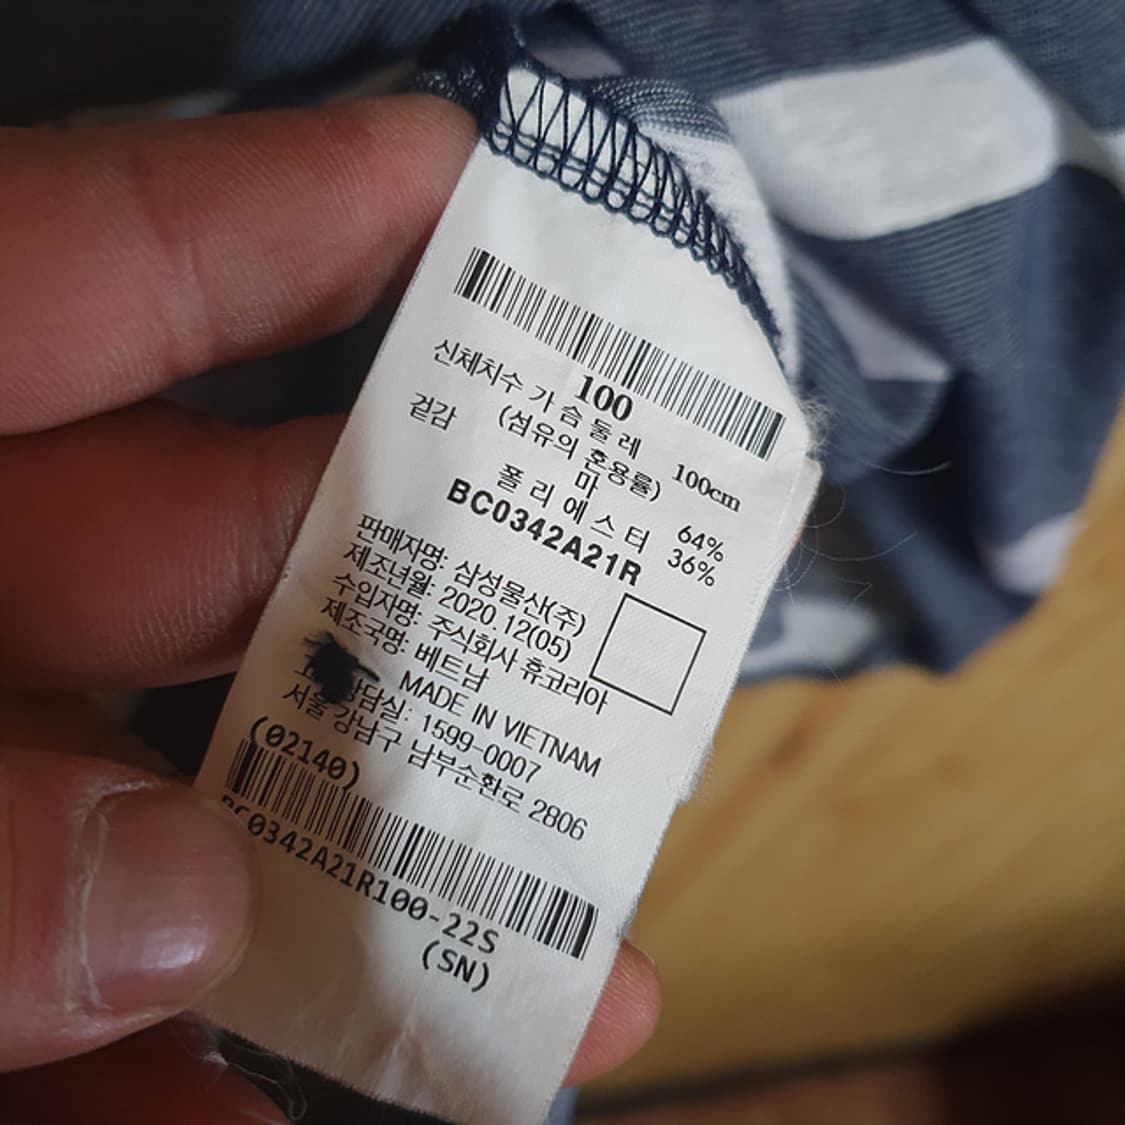 100
신체치수 가슴둘레 100cm
겉감 (섬유의 혼용률)
마 64%
폴리에스터 36%
BC0342A21R
판매자명: 삼성물산(주)
제조년월: 2020.12(05)
수입자명: 주식회사 휴코리아
제조국명: 베트남
MADE IN VIETNAM
담실: 1599-0007
서울 강남구 남부순환로 2806
(02140)
BC0342A21R100-22S
(SN)